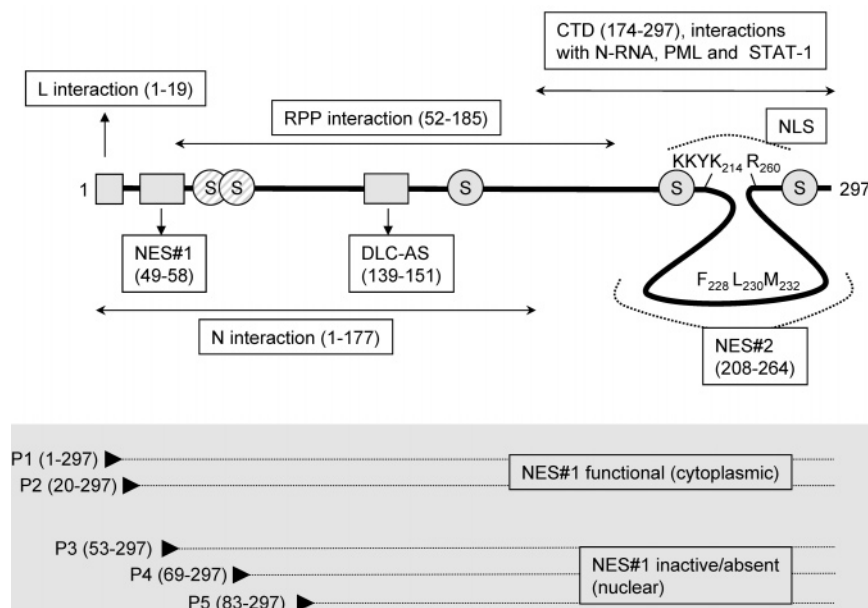 CTD (174-297), interactions
with N-RNA, PML and STAT-1
L interaction (1-19)
RPP interaction (52-185)
NLS
KKYK214 R260
1
S
S
S
S
S
297
NES#1
(49-58)
DLC-AS
(139-151)
F228 L230M232
N interaction (1-177)
NES#2
(208-264)
P1 (1-297)
NES#1 functional (cytoplasmic)
P2 (20-297)
P3 (53-297)
NES#1 inactive/absent
(nuclear)
P4 (69-297)
P5 (83-297)